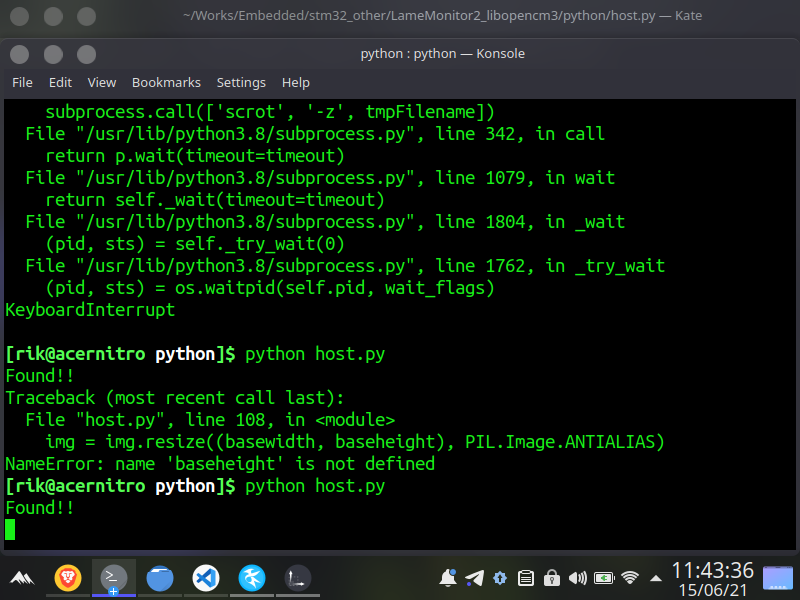 ~/Works/Embedded/stm32_other/LameMonitor2_libopencm3/python/host.py — Kate
python : python — Konsole
File Edit View Bookmarks Settings Help
subprocess.call(['scrot', '-z', tmpFilename])
File "/usr/lib/python3.8/subprocess.py", line 342, in call
return p.wait(timeout=timeout)
File "/usr/lib/python3.8/subprocess.py", line 1079, in wait
return self._wait(timeout=timeout)
File "/usr/lib/python3.8/subprocess.py", line 1804, in _wait
(pid, sts) = self._try_wait(0)
File "/usr/lib/python3.8/subprocess.py", line 1762, in _try_wait
(pid, sts) = os.waitpid(self.pid, wait_flags)
KeyboardInterrupt
[rik@acernitro python]$ python host.py
Found!!
Traceback (most recent call last):
File "host.py", line 108, in <module>
img = img.resize((basewidth, baseheight), PIL.Image.ANTIALIAS)
NameError: name 'baseheight' is not defined
[rik@acernitro python]$ python host.py
Found!!
11:43:36
15/06/21